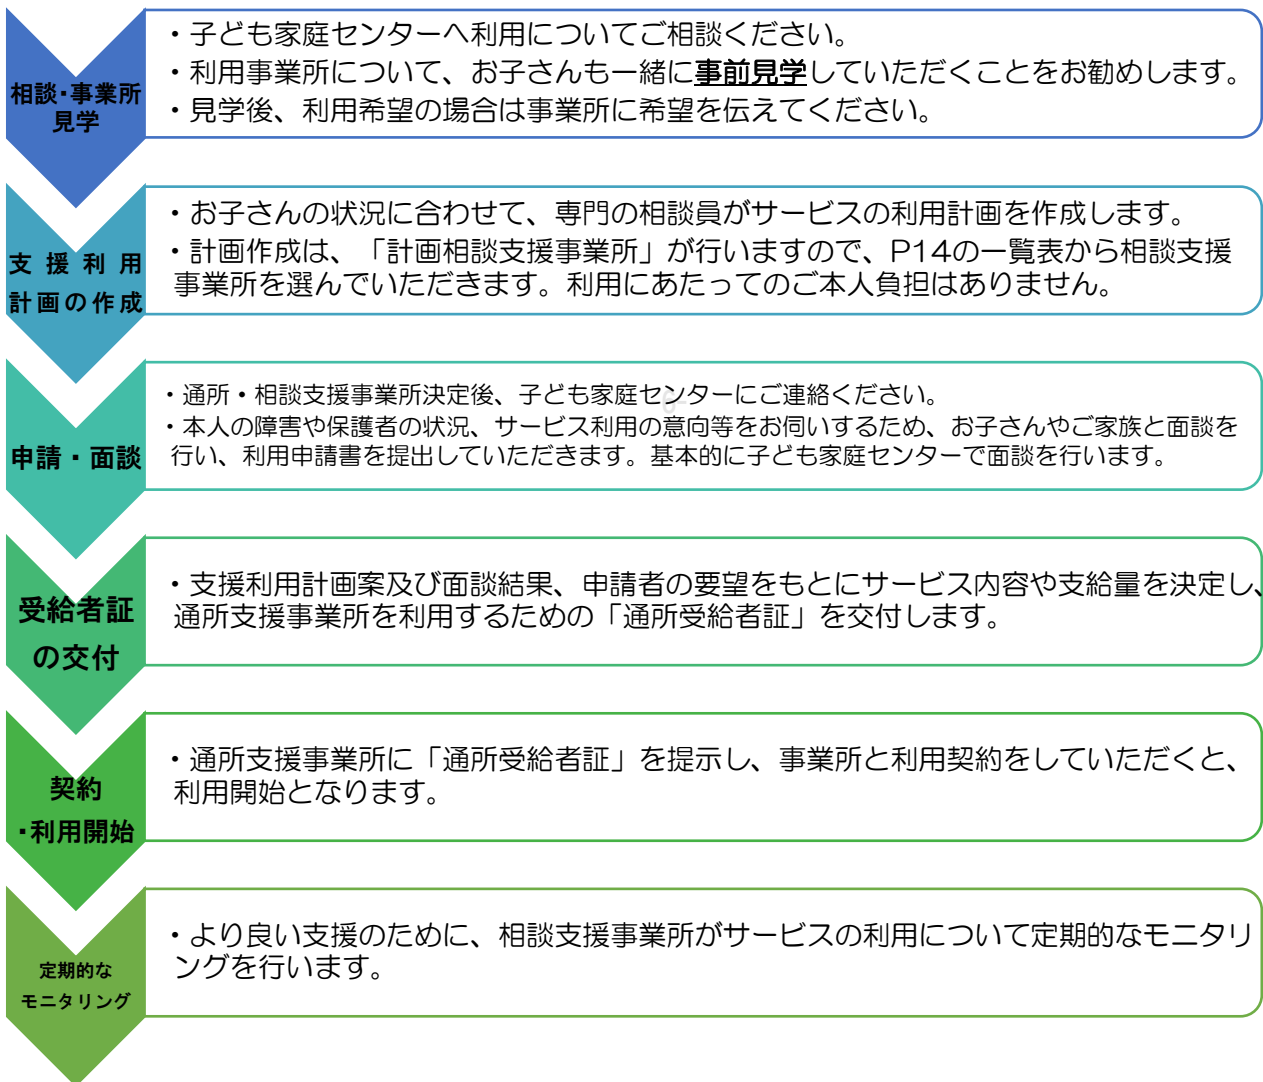 相談・事業所
見学
・子ども家庭センターへ利用についてご相談ください。
・利用事業所について、お子さんも一緒に事前見学していただくことをお勧めします。
・見学後、利用希望の場合は事業所に希望を伝えてください。
支援利用
計画の作成
・お子さんの状況に合わせて、専門の相談員がサービスの利用計画を作成します。
・計画作成は、「計画相談支援事業所」が行いますので、P14の一覧表から相談支援
事業所を選んでいただきます。利用にあたってのご本人負担はありません。
申請・面談
・通所・相談支援事業所決定後、子ども家庭センターにご連絡ください。
・本人の障害や保護者の状況、サービス利用の意向等をお伺いするため、お子さんやご家族と面談を
行い、利用申請書を提出していただきます。基本的に子ども家庭センターで面談を行います。
受給者証
の交付
・支援利用計画案及び面談結果、申請者の要望をもとにサービス内容や支給量を決定し、
通所支援事業所を利用するための「通所受給者証」を交付します。
契約
・利用開始
・通所支援事業所に「通所受給者証」を提示し、事業所と利用契約をしていただくと、
利用開始となります。
定期的な
モニタリング
・より良い支援のために、相談支援事業所がサービスの利用について定期的なモニタリ
ングを行います。